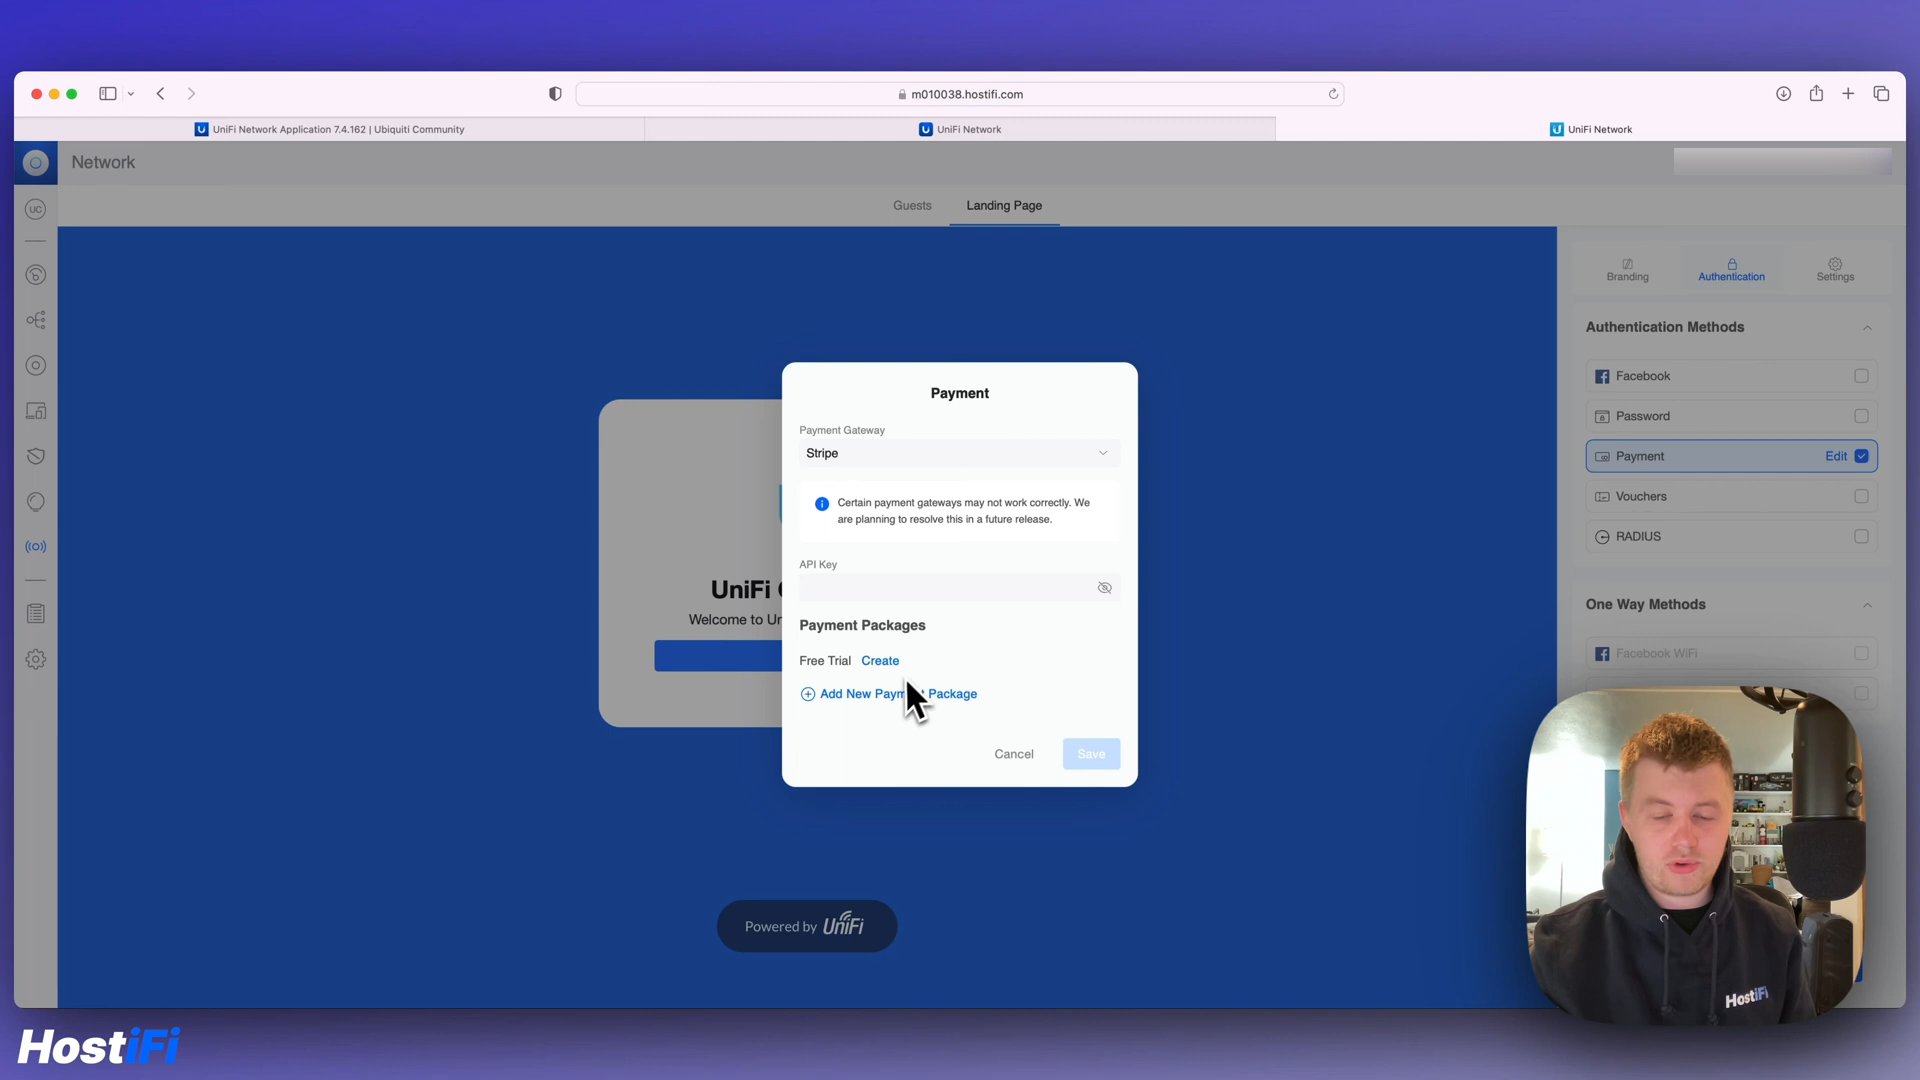 m010038.hostifi.com
UniFi Network Application 7.4.162 | Ubiquiti Community
UniFi Network
UniFi Network
Network
UC
Guests
Landing Page
Branding
Authentication
Settings
Authentication Methods
Facebook
Password
Payment
Edit
Vouchers
RADIUS
One Way Methods
Facebook WiFi
Payment
Payment Gateway
Stripe
Certain payment gateways may not work correctly. We
are planning to resolve this in a future release.
API Key
Payment Packages
Free Trial Create
Add New Package
Cancel
Save
UniFi
Welcome to
Powered by UniFi
HostiFi
HostiFi